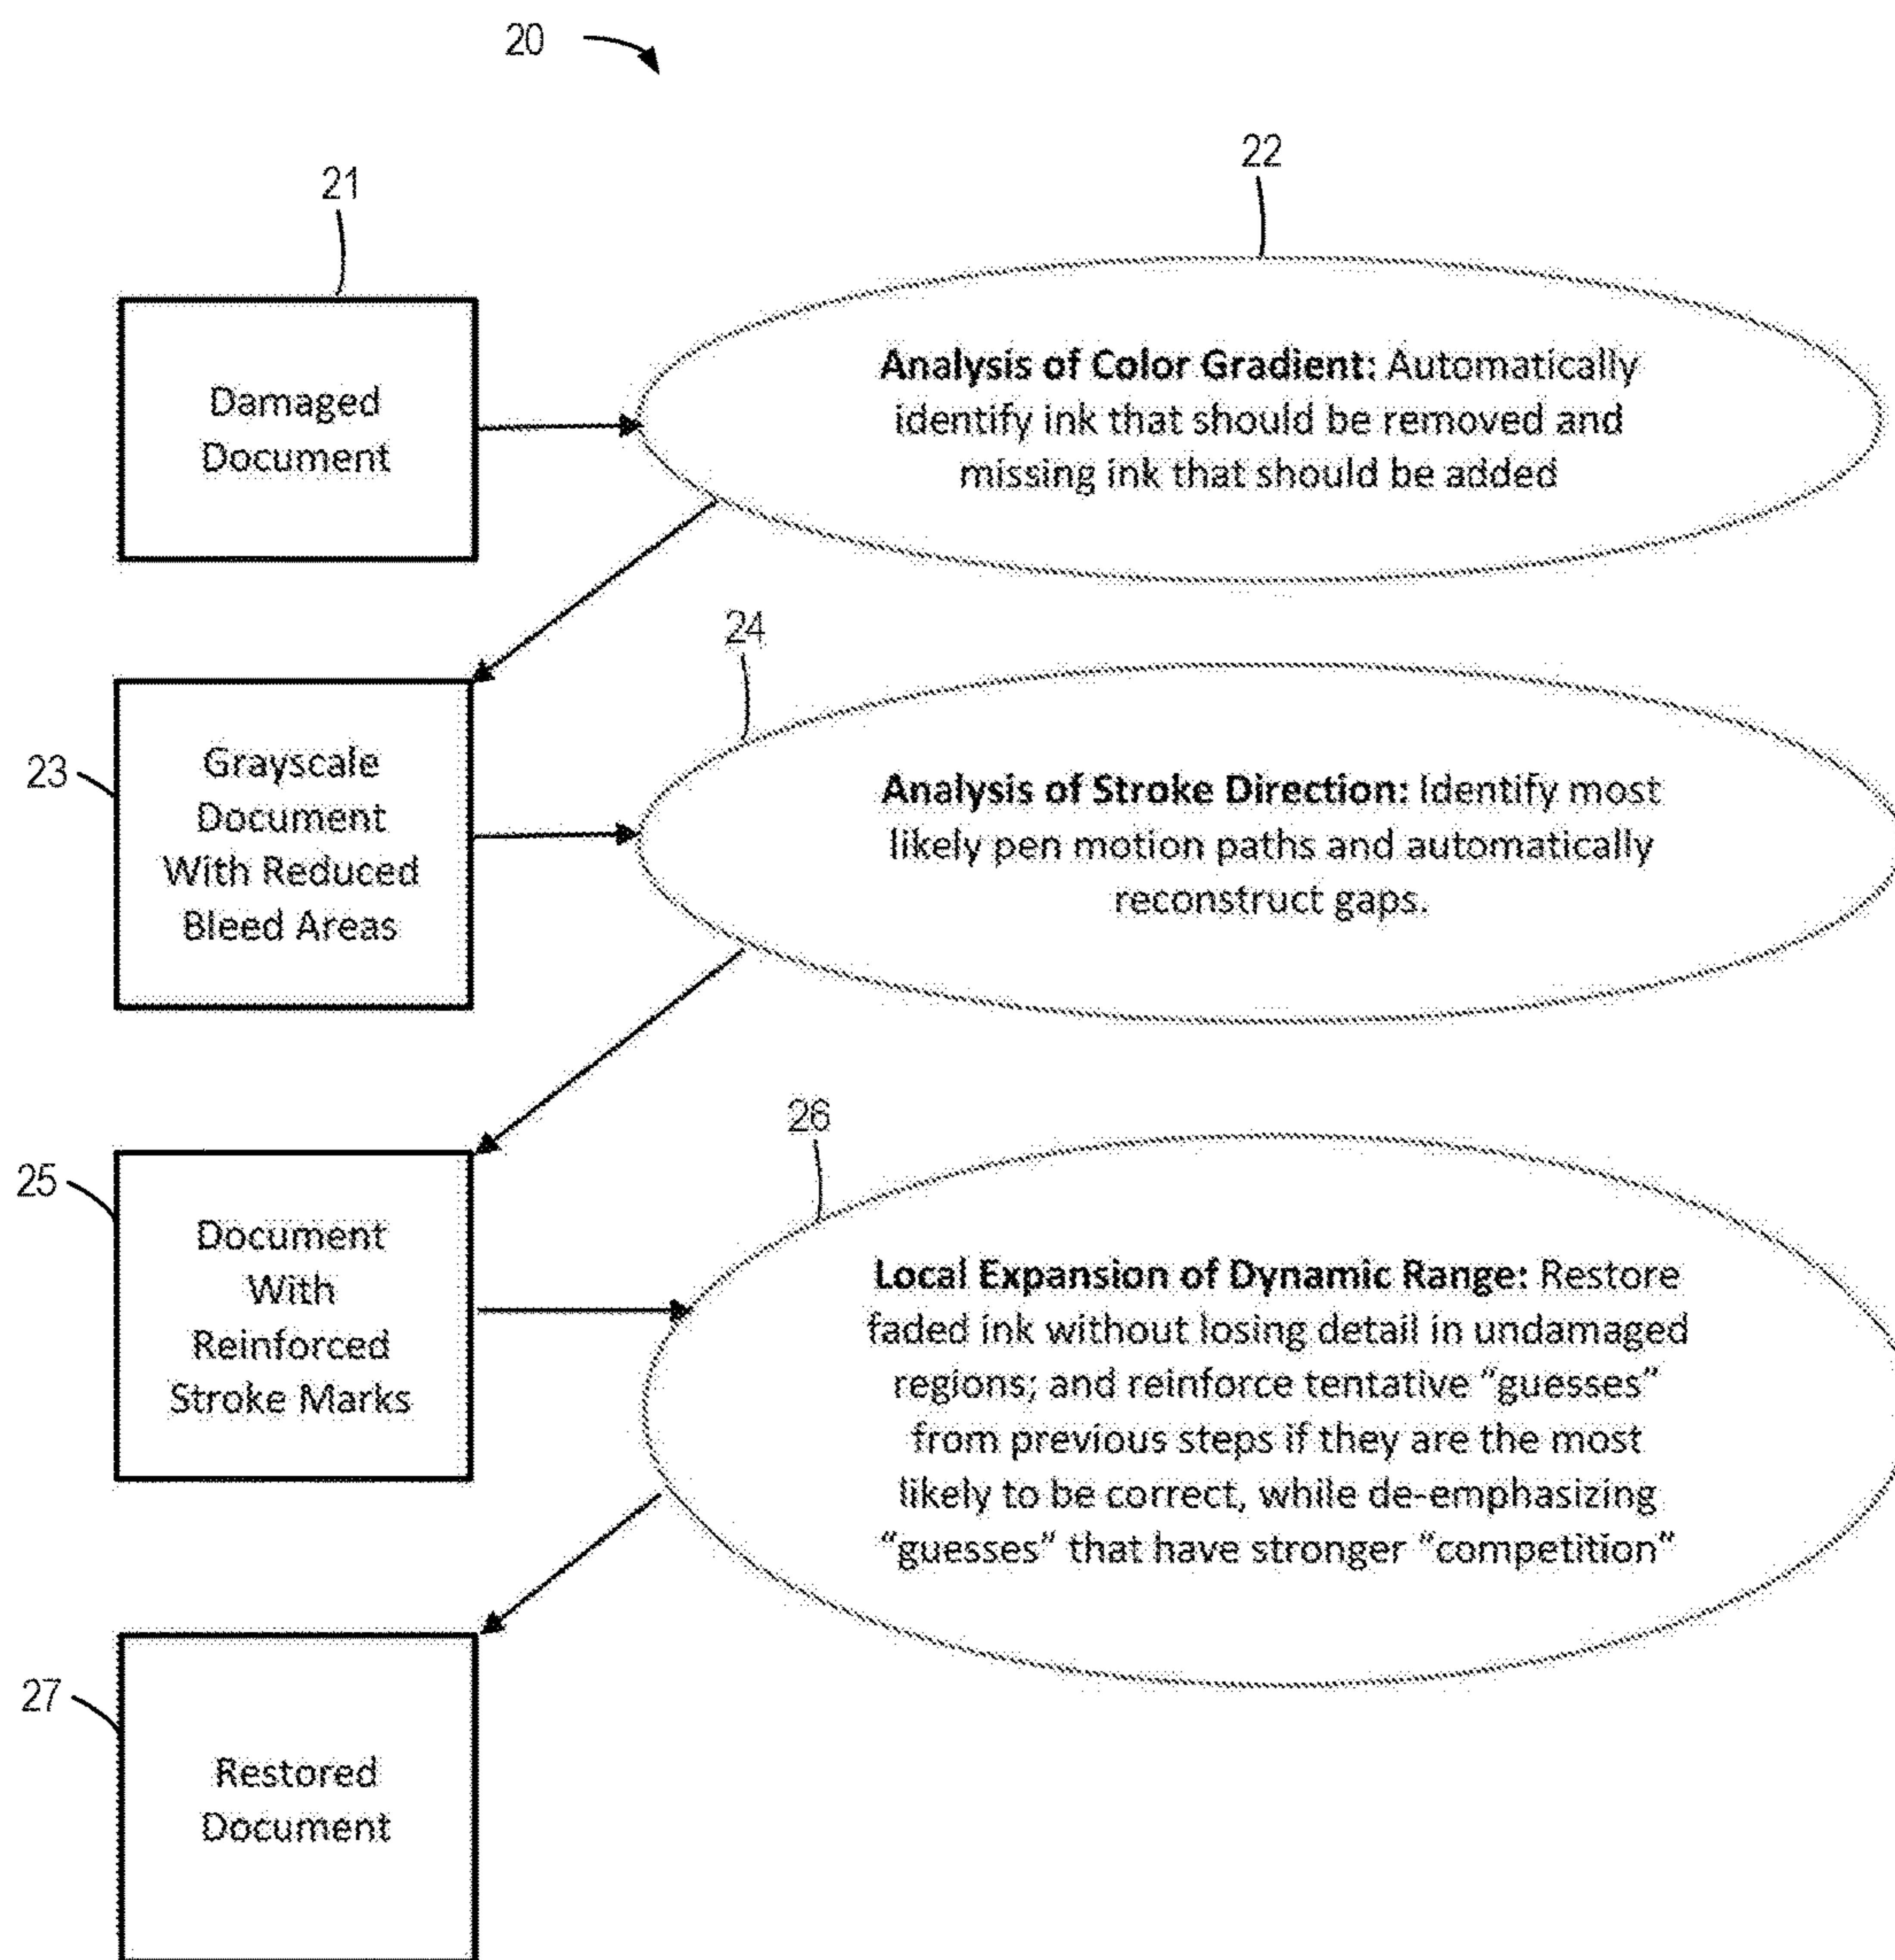 20
21
22
Damaged
Document
Analysis of Color Gradient: Automatically
identify ink that should be removed and
missing ink that should be added
23
Grayscale
Document
With Reduced
Bleed Areas
24
Analysis of Stroke Direction: Identify most
likely pen motion paths and automatically
reconstruct gaps.
25
Document
With
Reinforced
Stroke Marks
26
Local Expansion of Dynamic Range: Restore
faded ink without losing detail in undamaged
regions; and reinforce tentative "guesses"
from previous steps if they are the most
likely to be correct, while de-emphasizing
"guesses" that have stronger "competition"
27
Restored
Document